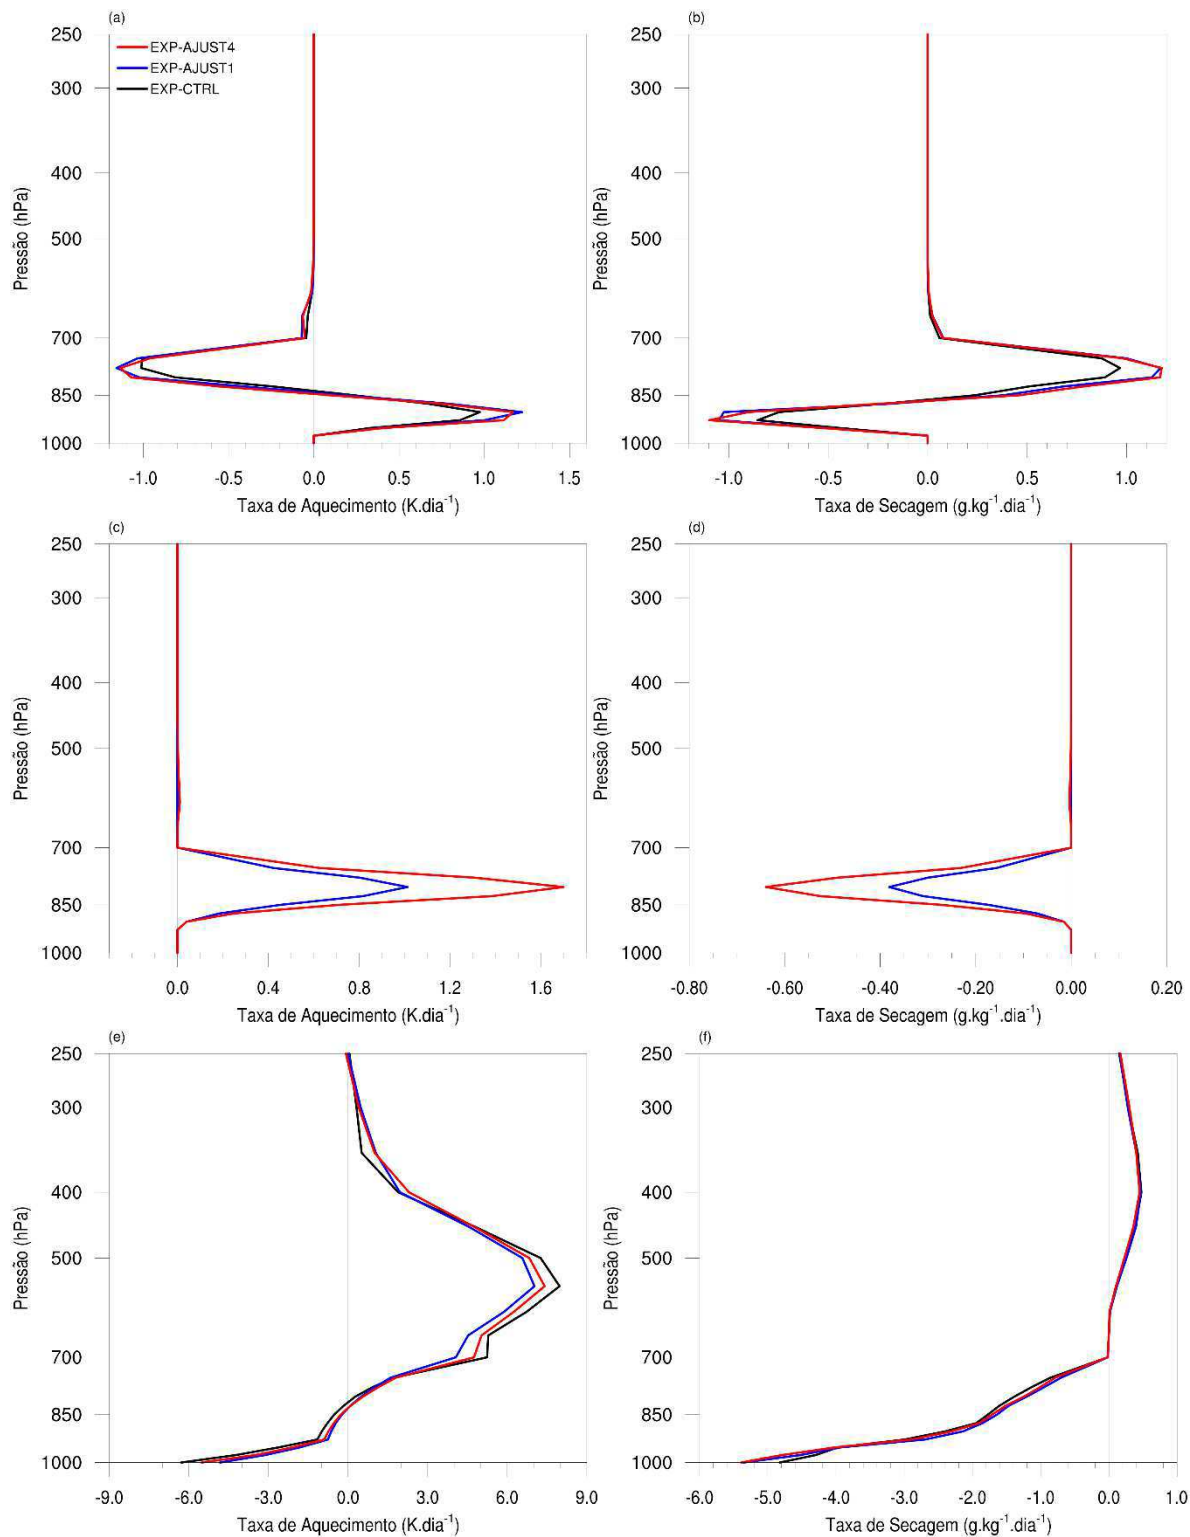 (a)
250
300
400
500
700
850
1000
Pressão (hPa)
EXP-AJUST4
EXP-AJUST1
EXP-CTRL
-1.0 -0.5 0.0 0.5 1.0 1.5
Taxa de Aquecimento (K.dia⁻¹)
(b)
250
300
400
500
700
850
1000
Pressão (hPa)
-1.0 -0.5 0.0 0.5 1.0
Taxa de Secagem (g.kg⁻¹.dia⁻¹)
(c)
250
300
400
500
700
850
1000
Pressão (hPa)
0.0 0.4 0.8 1.2 1.6
Taxa de Aquecimento (K.dia⁻¹)
(d)
250
300
400
500
700
850
1000
Pressão (hPa)
-0.80 -0.60 -0.40 -0.20 0.00 0.20
Taxa de Secagem (g.kg⁻¹.dia⁻¹)
(e)
250
300
400
500
700
850
1000
Pressão (hPa)
-9.0 -6.0 -3.0 0.0 3.0 6.0 9.0
Taxa de Aquecimento (K.dia⁻¹)
(f)
250
300
400
500
700
850
1000
Pressão (hPa)
-6.0 -5.0 -4.0 -3.0 -2.0 -1.0 0.0 1.0
Taxa de Secagem (g.kg⁻¹.dia⁻¹)